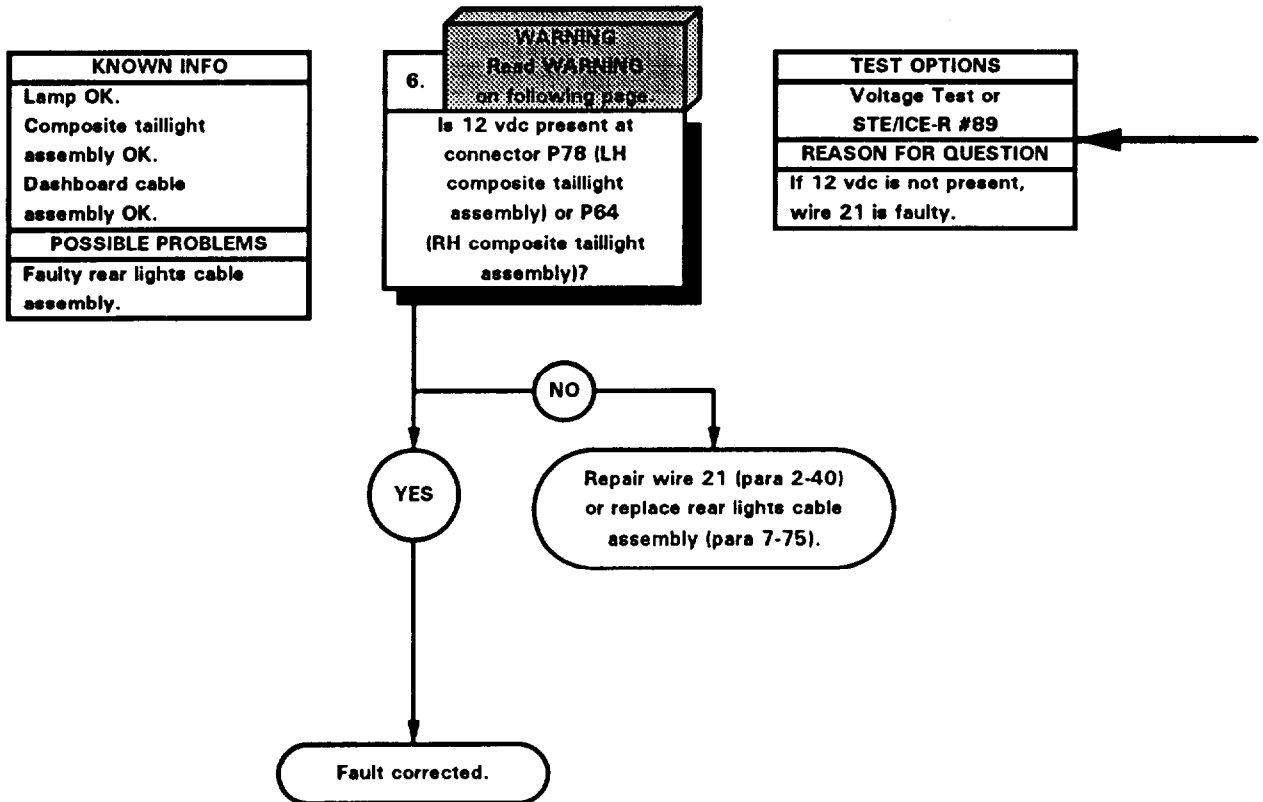 KNOWN INFO
Lamp OK.
Composite taillight
assembly OK.
Dashboard cable
assembly OK.
POSSIBLE PROBLEMS
Faulty rear lights cable
assembly.
6.
WARNING
Read WARNING
on following page
Is 12 vdc present at
connector P78 (LH
composite taillight
assembly) or P64
(RH composite taillight
assembly)?
TEST OPTIONS
Voltage Test or
STE/ICE-R #89
REASON FOR QUESTION
If 12 vdc is not present,
wire 21 is faulty.
NO
YES
Repair wire 21 (para 2-40)
or replace rear lights cable
assembly (para 7-75).
Fault corrected.